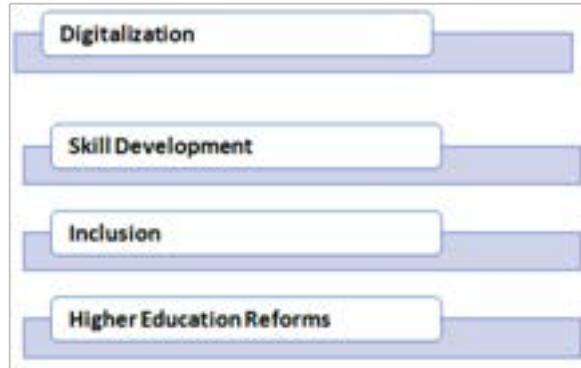 Digitalization
Skill Development
Inclusion
Higher Education Reforms